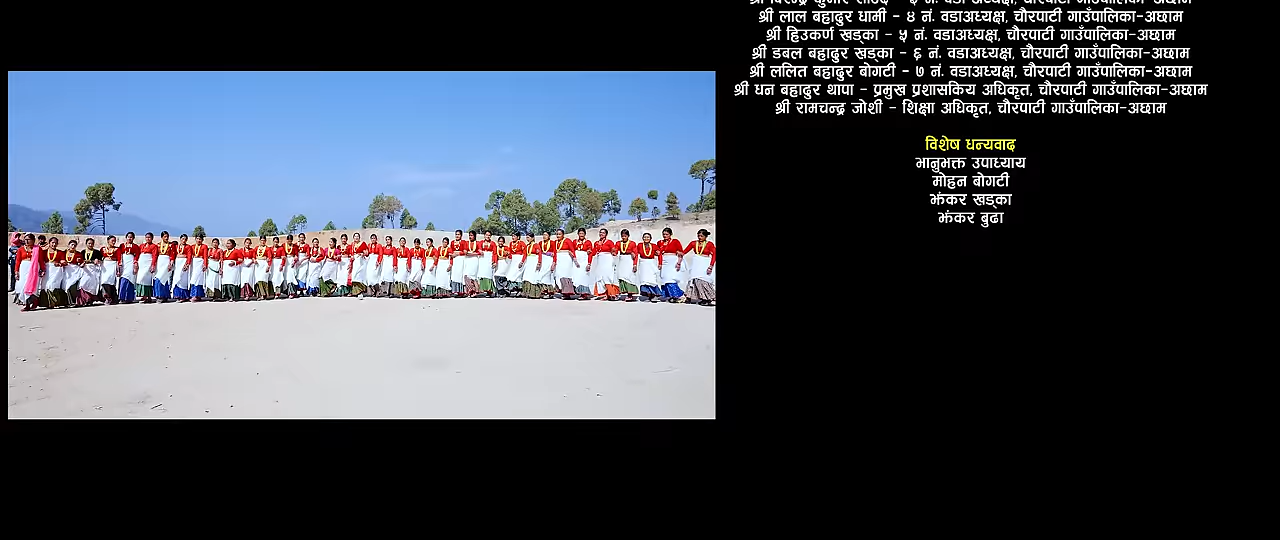 श्री लाल बहादुर धामी - ४ नं. वडाअध्यक्ष, चौरपाटी गाउँपालिका-अछाम
श्री हिउकर्ण खड्का - ५ नं. वडाअध्यक्ष, चौरपाटी गाउँपालिका-अछाम
श्री डबल बहादुर खड्का - ६ नं. वडाअध्यक्ष, चौरपाटी गाउँपालिका-अछाम
श्री ललित बहादुर बोगटी - ७ नं. वडाअध्यक्ष, चौरपाटी गाउँपालिका-अछाम
श्री धन बहादुर थापा - प्रमुख प्रशासकिय अधिकृत, चौरपाटी गाउँपालिका-अछाम
श्री रामचन्द्र जोशी - शिक्षा अधिकृत, चौरपाटी गाउँपालिका-अछाम
विशेष धन्यवाद
भानुभक्त उपाध्याय
मोहन बोगटी
झंकर खड्का
झंकर बुढा